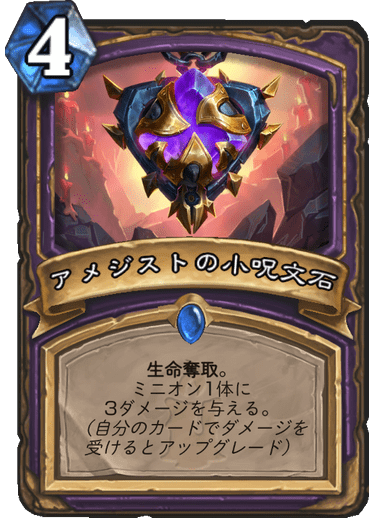 4
アメジストの小呪文石
生命奪取。
ミニオン1体に
3ダメージを与える。
（自分のカードでダメージを
受けるとアップグレード）